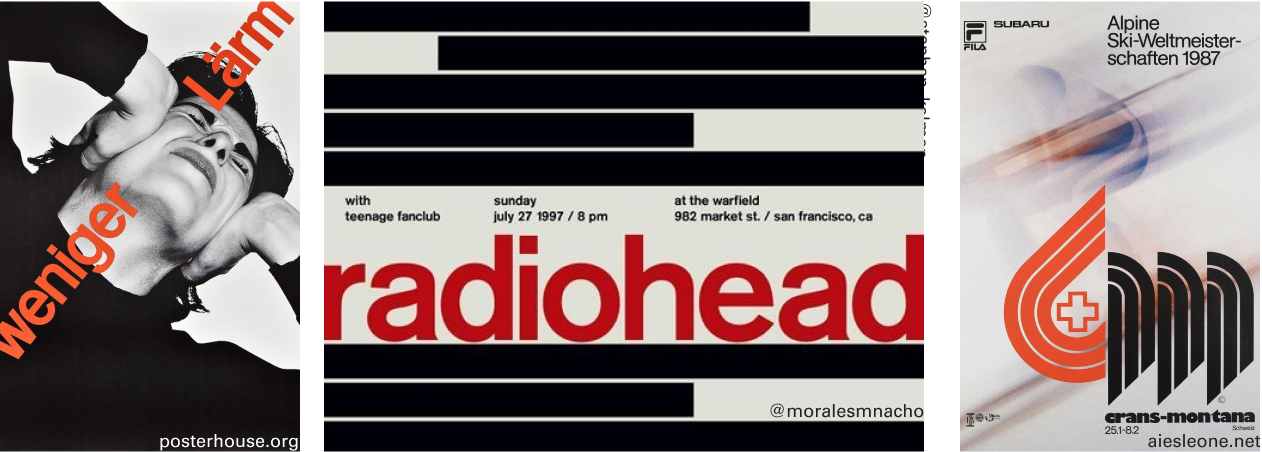 weniger
Lärm
posterhouse.org
with
teenage fanclub
sunday
july 27 1997 / 8 pm
at the warfield
982 market st. / san francisco, ca
radiohead
@moralesmnacho
FILA
SUBARU
Alpine
Ski-Weltmeister-
schaften 1987
©
crans-montana
25.1-8.2
Schweiz
aiesleone.net